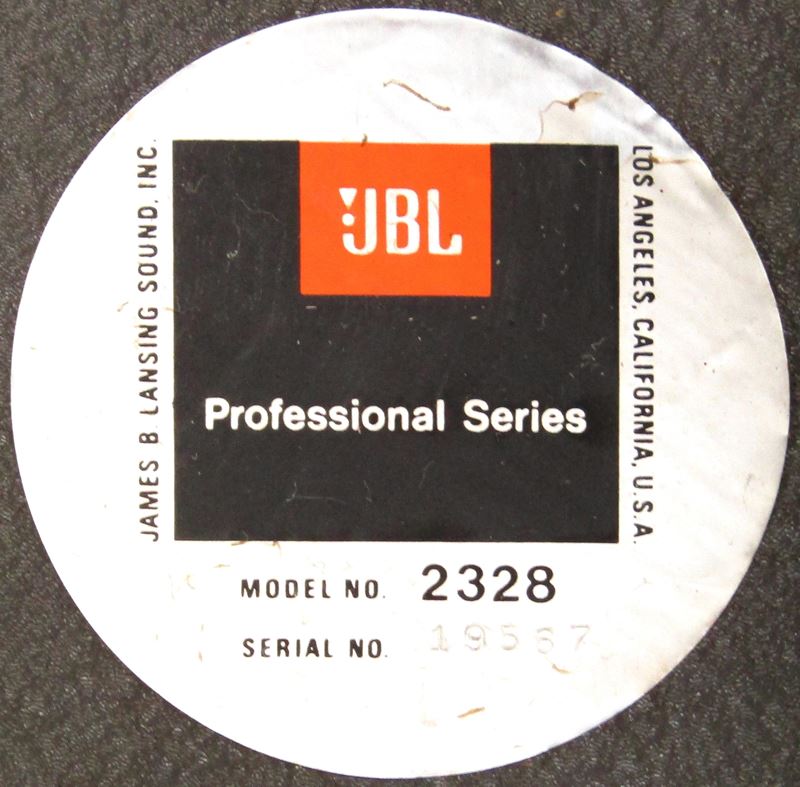 JBL
Professional Series
JAMES B. LANSING SOUND, INC.
LOS ANGELES, CALIFORNIA, U.S.A.
MODEL NO. 2328
SERIAL NO. 19567